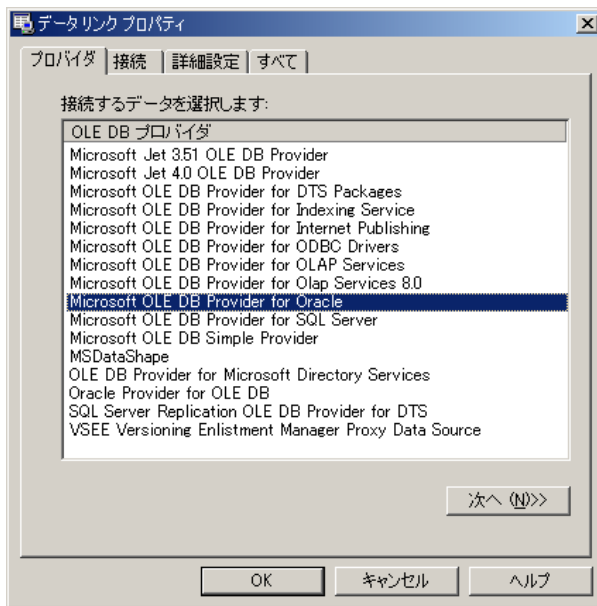 データ リンク プロパティ
プロバイダ 接続 詳細設定 すべて
接続するデータを選択します:
OLE DB プロバイダ
Microsoft Jet 3.51 OLE DB Provider
Microsoft Jet 4.0 OLE DB Provider
Microsoft OLE DB Provider for DTS Packages
Microsoft OLE DB Provider for Indexing Service
Microsoft OLE DB Provider for Internet Publishing
Microsoft OLE DB Provider for ODBC Drivers
Microsoft OLE DB Provider for OLAP Services
Microsoft OLE DB Provider for Olap Services 8.0
Microsoft OLE DB Provider for Oracle
Microsoft OLE DB Provider for SQL Server
Microsoft OLE DB Simple Provider
MSDataShape
OLE DB Provider for Microsoft Directory Services
Oracle Provider for OLE DB
SQL Server Replication OLE DB Provider for DTS
VSEE Versioning Enlistment Manager Proxy Data Source
次へ (N)>>
OK キャンセル ヘルプ